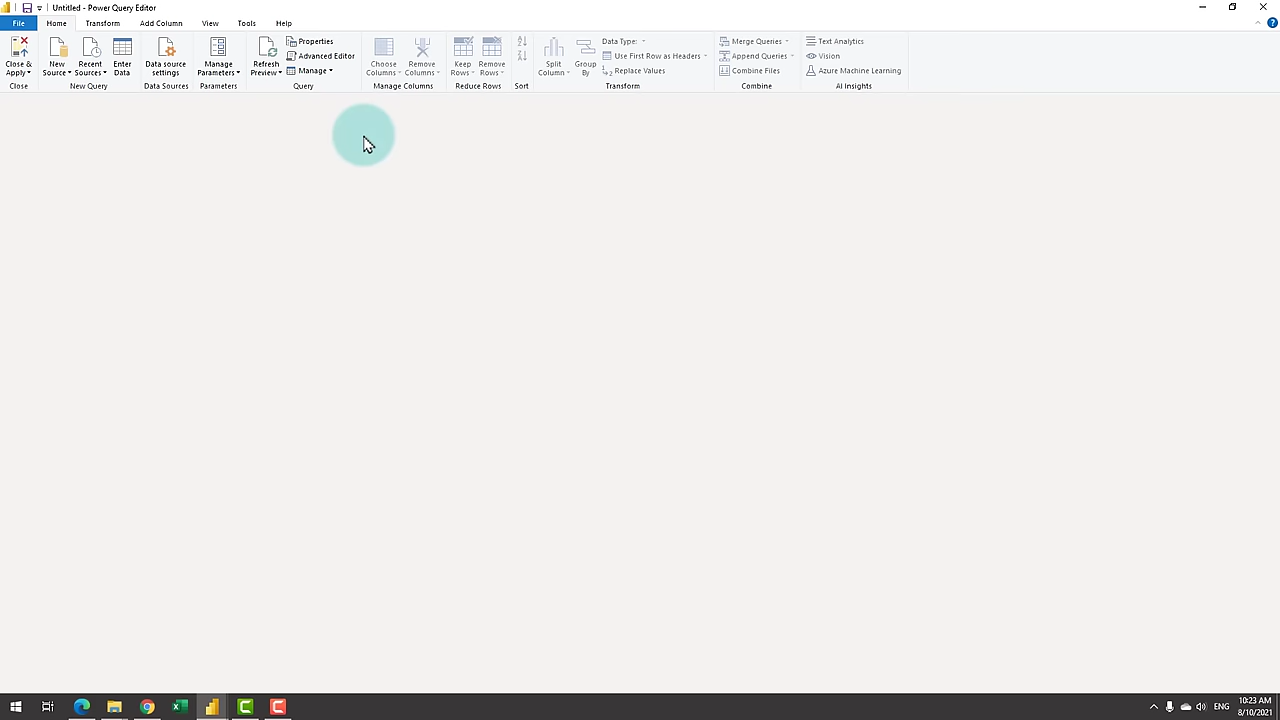 Untitled - Power Query Editor
File Home Transform Add Column View Tools Help
Close & Apply
New Source
Recent Sources
Enter Data
Data source settings
Manage Parameters
Refresh Preview
Properties
Advanced Editor
Manage
Choose Columns
Remove Columns
Keep Rows
Remove Rows
Split Column
Group By
Data Type:
Use First Row as Headers
Replace Values
Merge Queries
Append Queries
Combine Files
Text Analytics
Vision
Azure Machine Learning
Close New Query Data Sources Parameters Query Manage Columns Reduce Rows Sort Transform Combine AI Insights
ENG
10:23 AM
8/10/2021